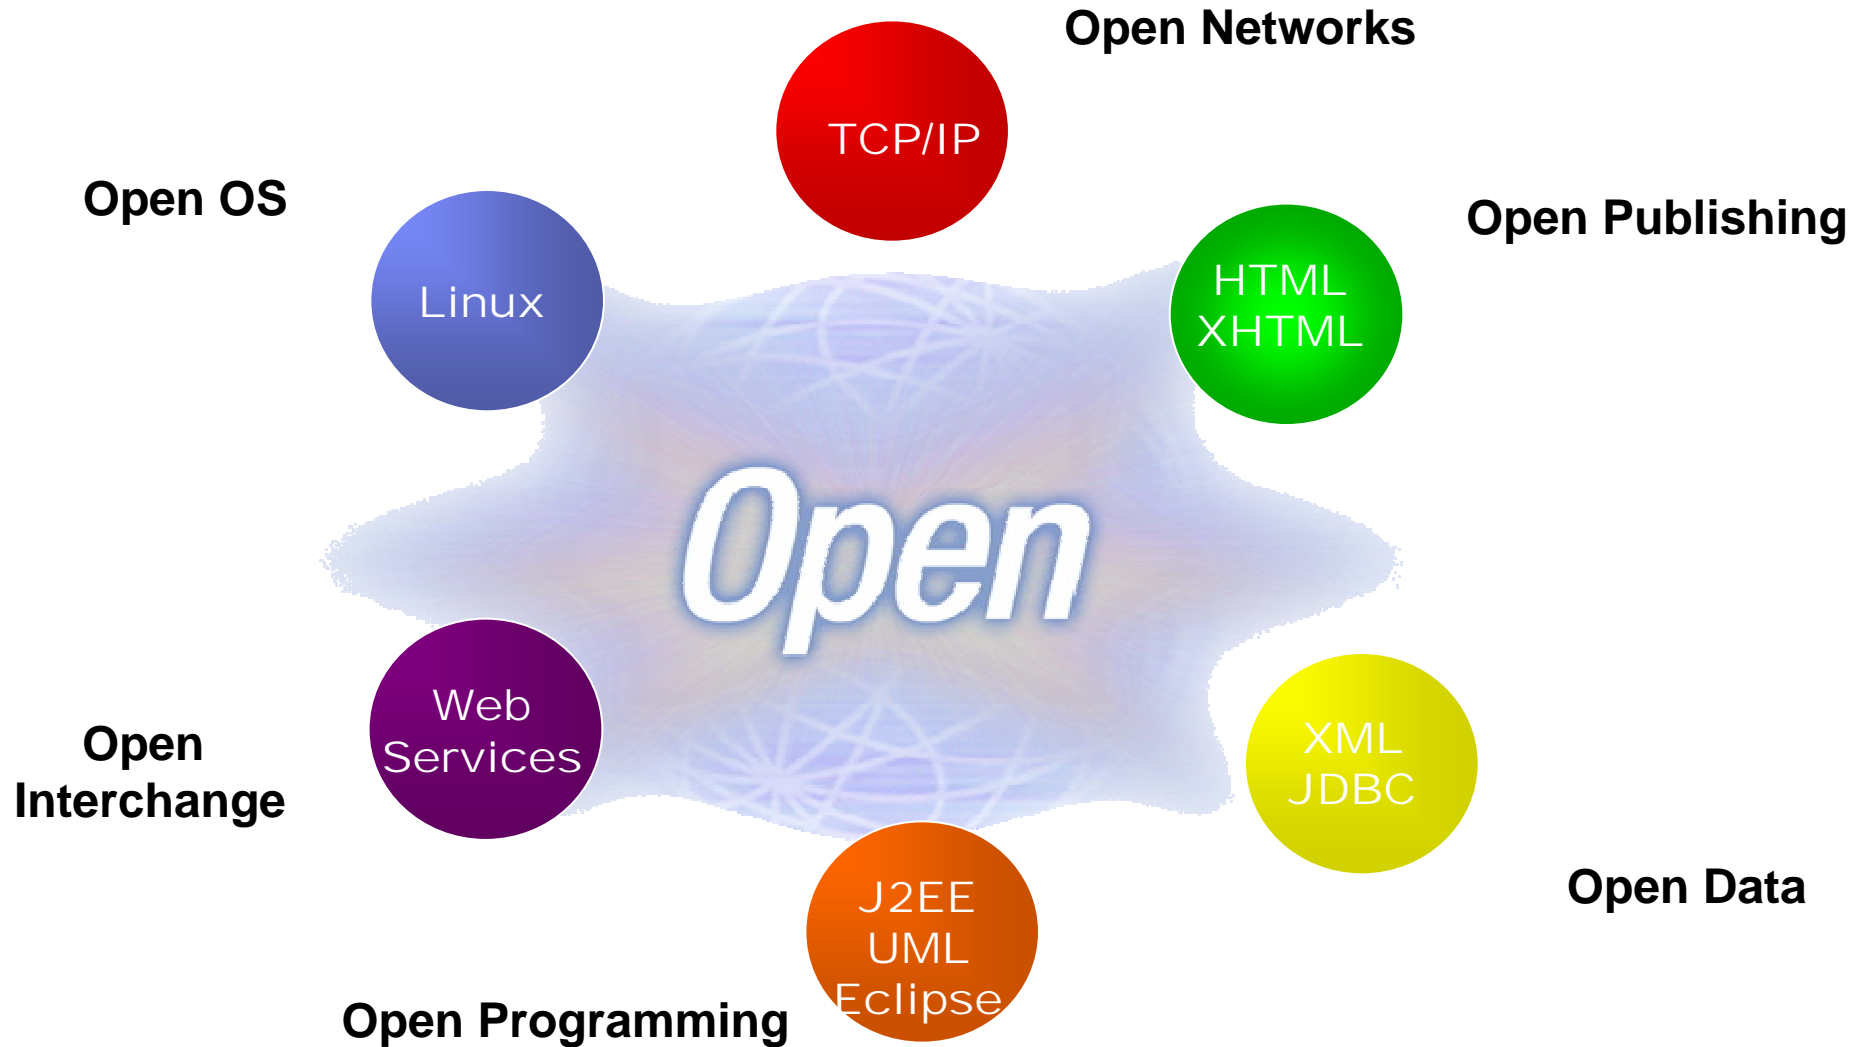 Open Networks
TCP/IP
Open OS
Linux
Open Publishing
HTML
XHTML
Open
Open
Interchange
Web
Services
XML
JDBC
Open Data
J2EE
UML
Eclipse
Open Programming